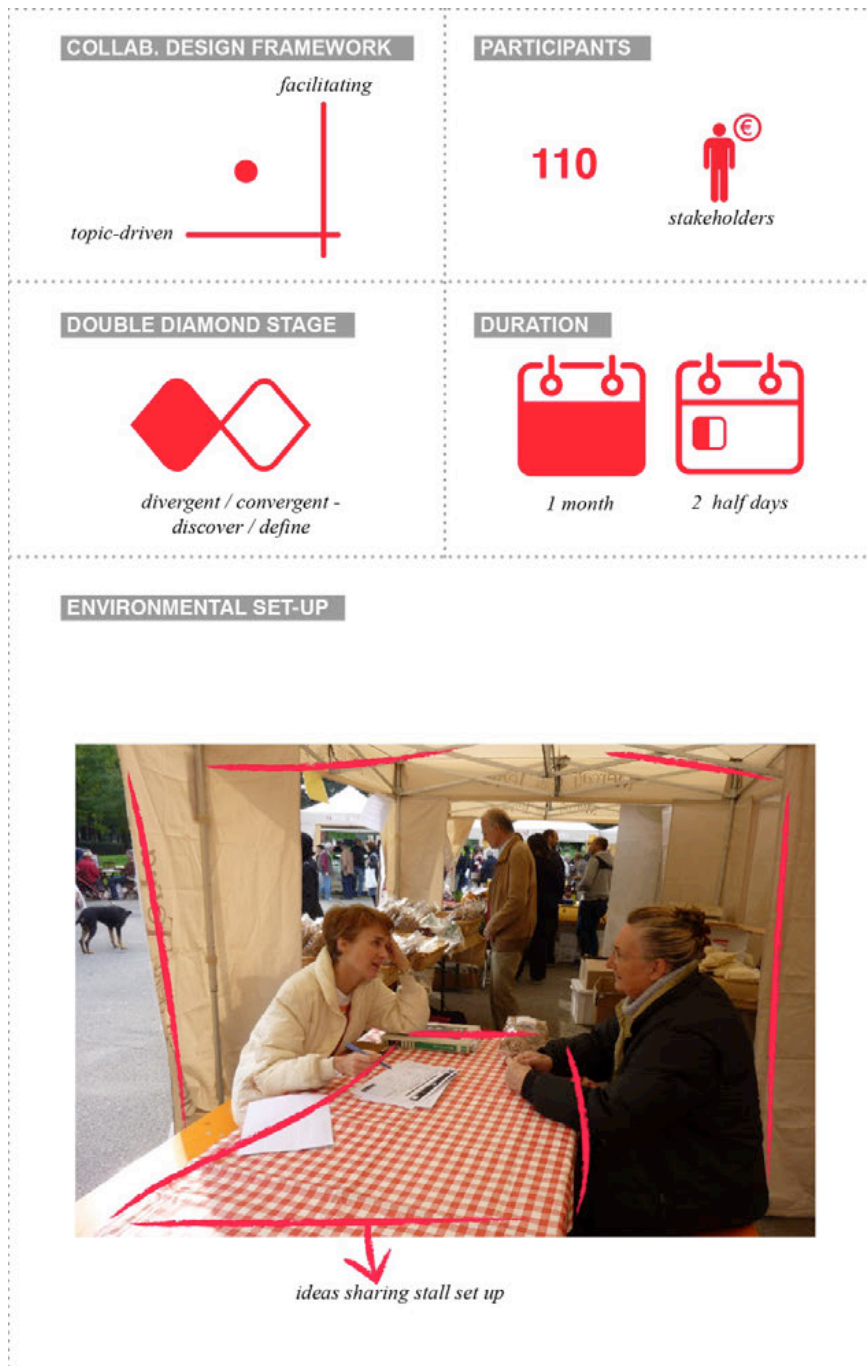 COLLAB. DESIGN FRAMEWORK
facilitating
topic-driven
PARTICIPANTS
110
€
stakeholders
DOUBLE DIAMOND STAGE
divergent / convergent -
discover / define
DURATION
1 month
2 half days
ENVIRONMENTAL SET-UP
ideas sharing stall set up